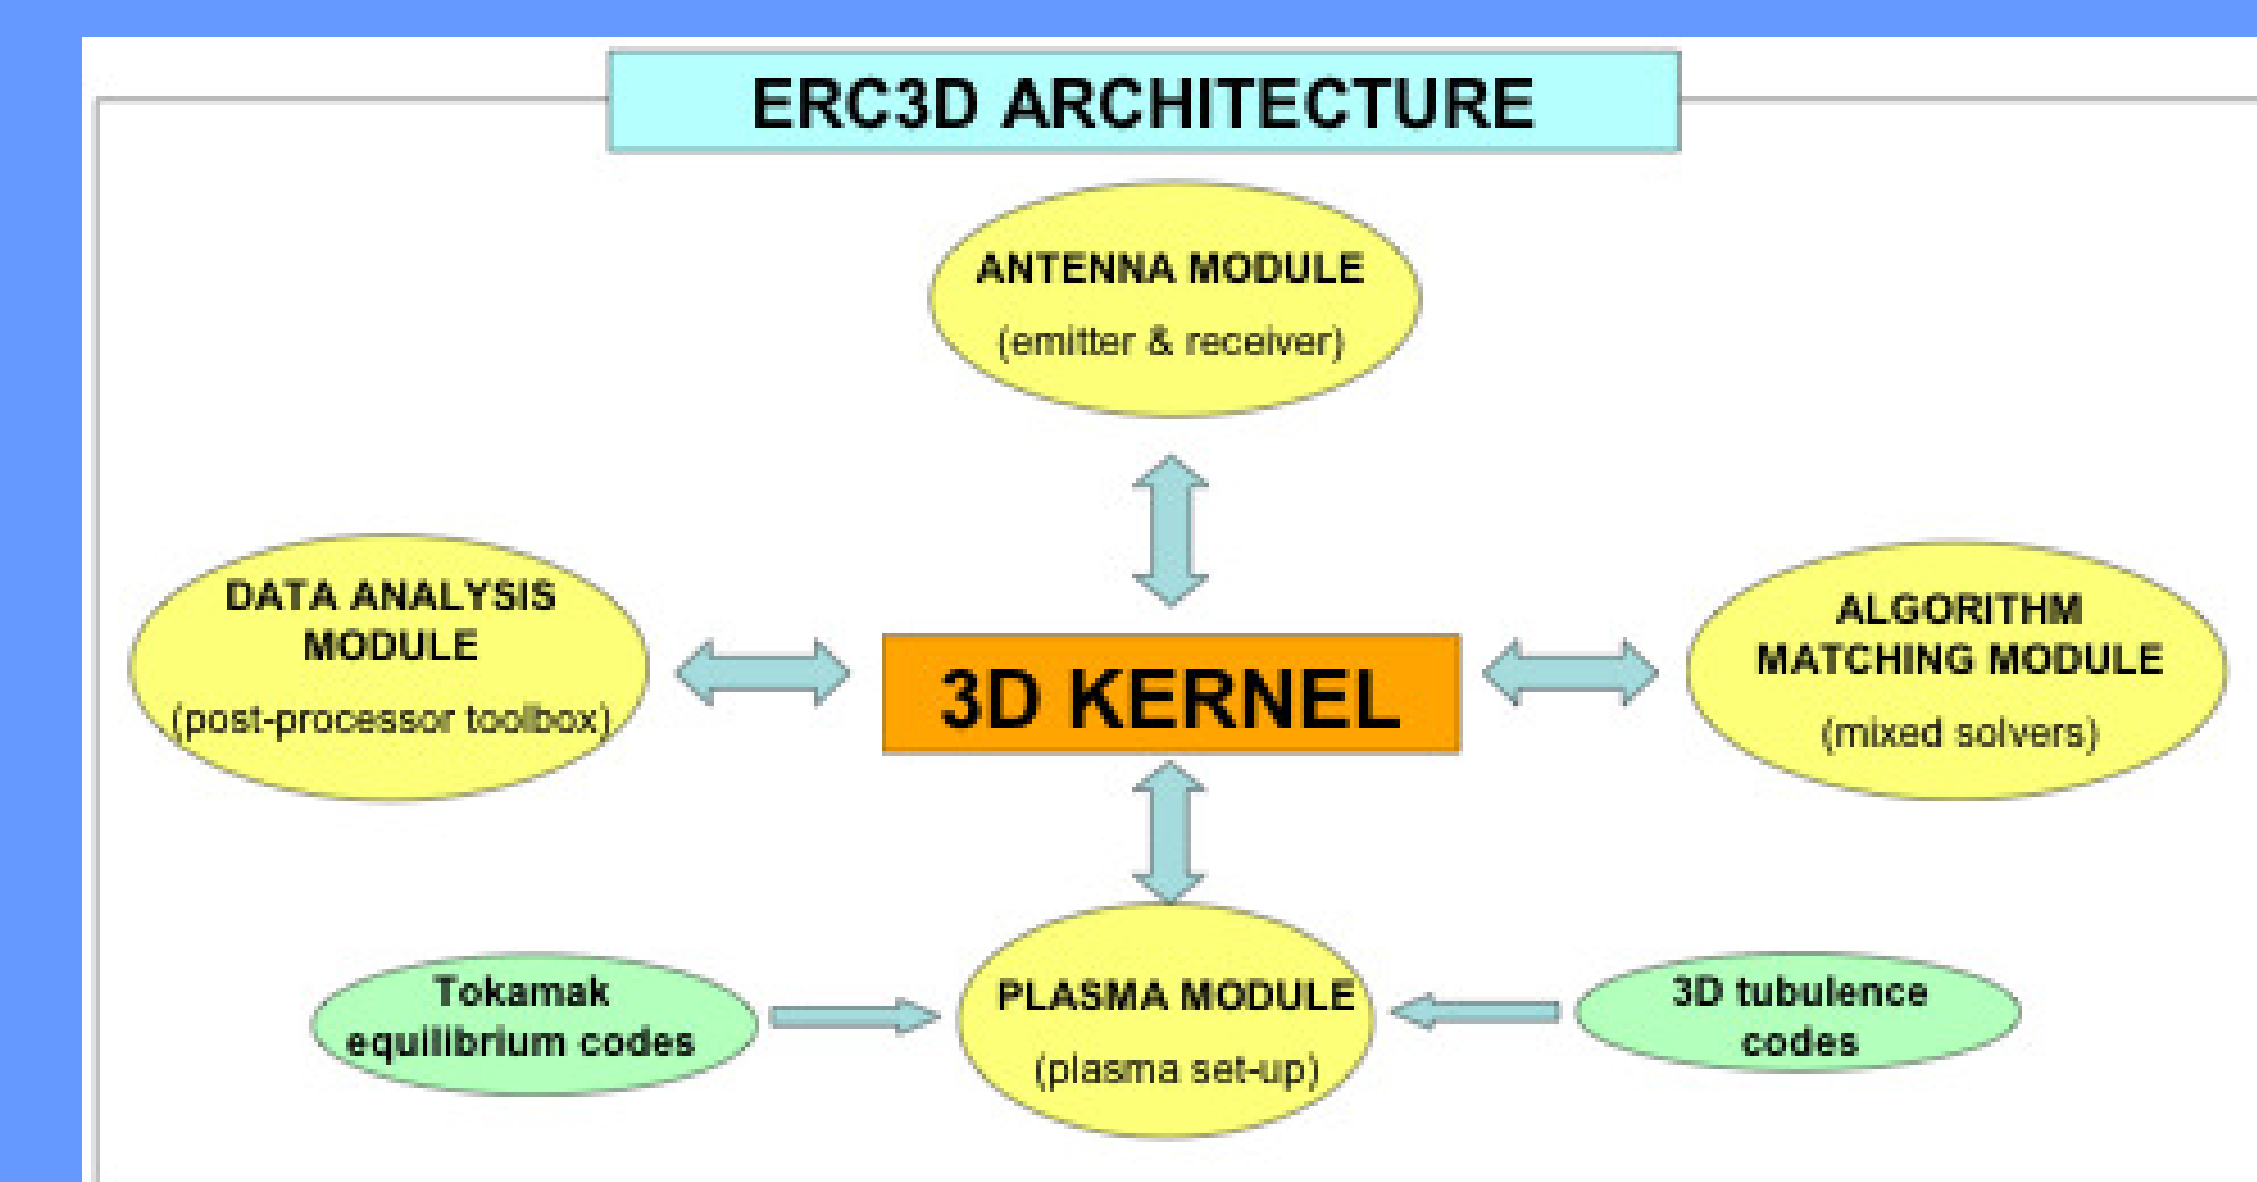 ERC3D ARCHITECTURE
ANTENNA MODULE
(emitter & receiver)
DATA ANALYSIS
MODULE
(post-processor toolbox)
3D KERNEL
ALGORITHM
MATCHING MODULE
(mixed solvers)
Tokamak
equilibrium codes
PLASMA MODULE
(plasma set-up)
3D tubulence
codes